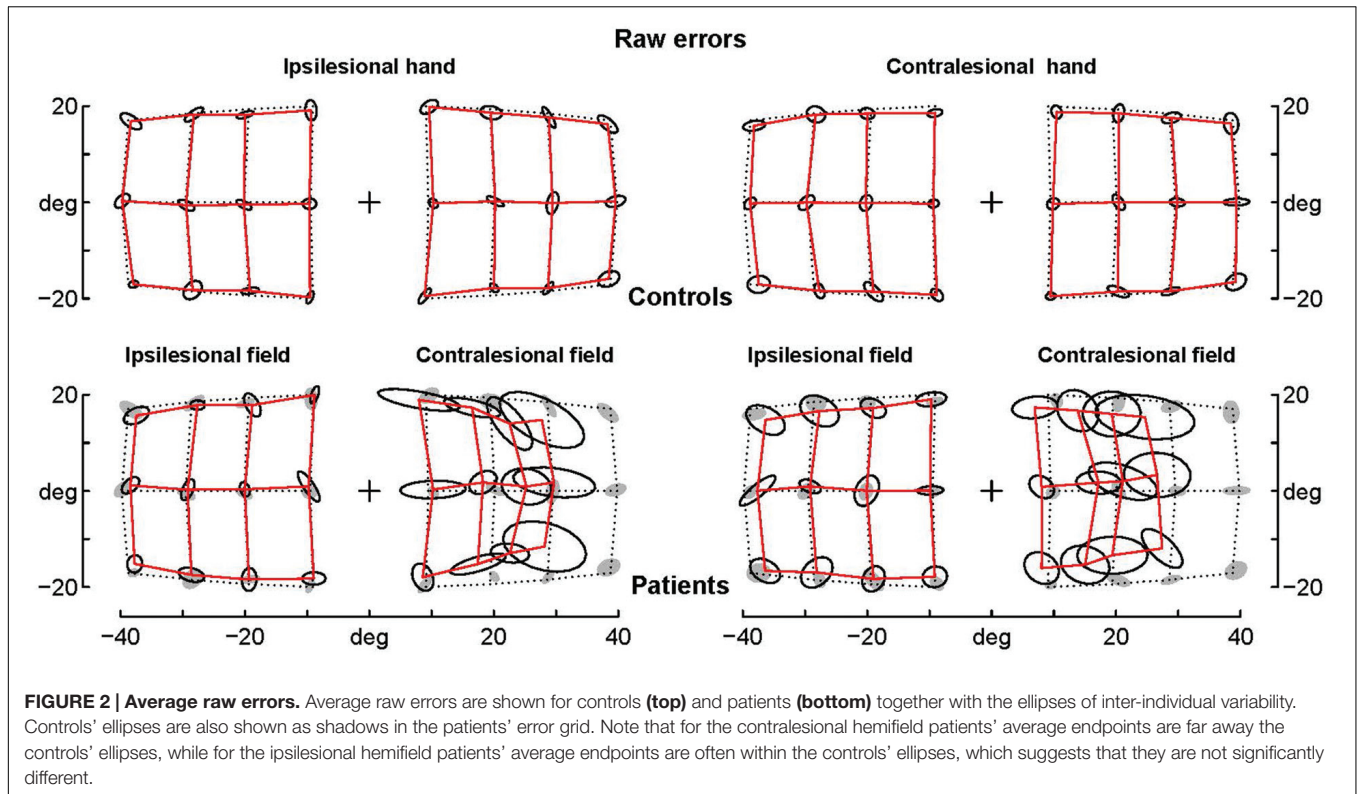 Raw errors
Ipsilesional hand
Contralesional hand
20
20
deg
deg
−20
−20
Controls
Ipsilesional field
Contralesional field
Ipsilesional field
Contralesional field
20
20
deg
deg
−20
−20
Patients
−40
−20
deg
20
40
−40
−20
deg
20
40
FIGURE 2 | Average raw errors. Average raw errors are shown for controls (top) and patients (bottom) together with the ellipses of inter-individual variability.
Controls' ellipses are also shown as shadows in the patients' error grid. Note that for the contralesional hemifield patients' average endpoints are far away the
controls' ellipses, while for the ipsilesional hemifield patients' average endpoints are often within the controls' ellipses, which suggests that they are not significantly
different.